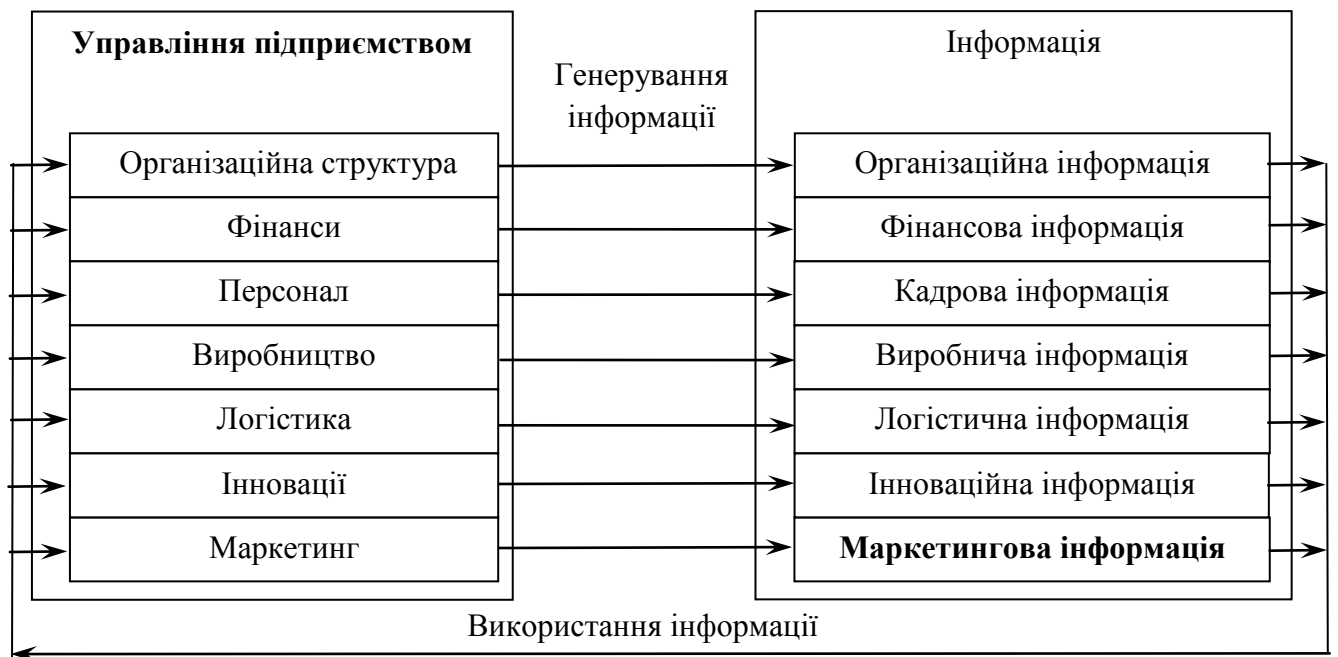 Управління підприємством
Інформація
Генерування
інформації
Організаційна структура
Організаційна інформація
Фінанси
Фінансова інформація
Персонал
Кадрова інформація
Виробництво
Виробнича інформація
Логістика
Логістична інформація
Інновації
Інноваційна інформація
Маркетинг
Маркетингова інформація
Використання інформації